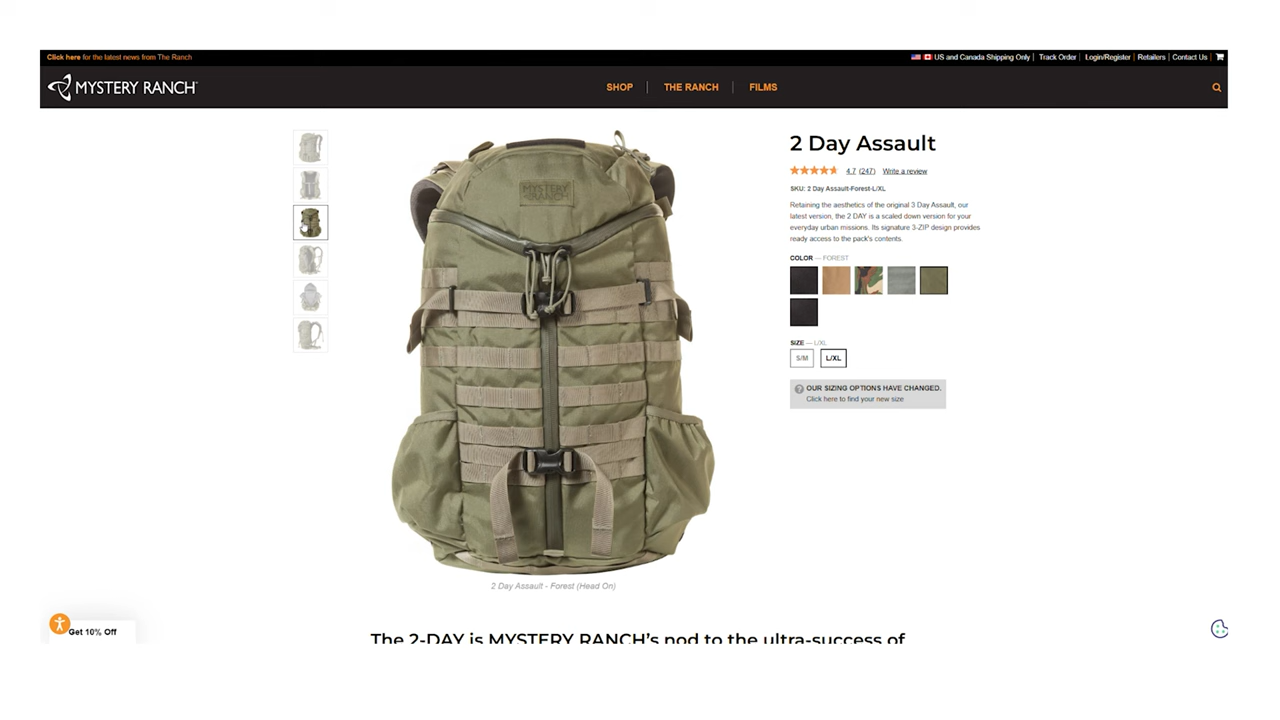 Click here for the latest news from The Ranch
US and Canada Shipping Only | Track Order | Login/Register | Retailers | Contact Us |
MYSTERY RANCH
SHOP | THE RANCH | FILMS
MYSTERY
RANCH
2 Day Assault
4.7 (247) Write a review
SKU: 2 Day Assault-Forest-L/XL
Retaining the aesthetics of the original 3 Day Assault, our
latest version, the 2 DAY is a scaled down version for your
everyday urban missions. Its signature 3-ZIP design provides
ready access to the pack's contents.
COLOR — FOREST
SIZE — L/XL
S/M L/XL
OUR SIZING OPTIONS HAVE CHANGED.
Click here to find your new size
2 Day Assault - Forest (Head On)
Get 10% Off
The 2-DAY is MYSTERY RANCH's nod to the ultra-success of